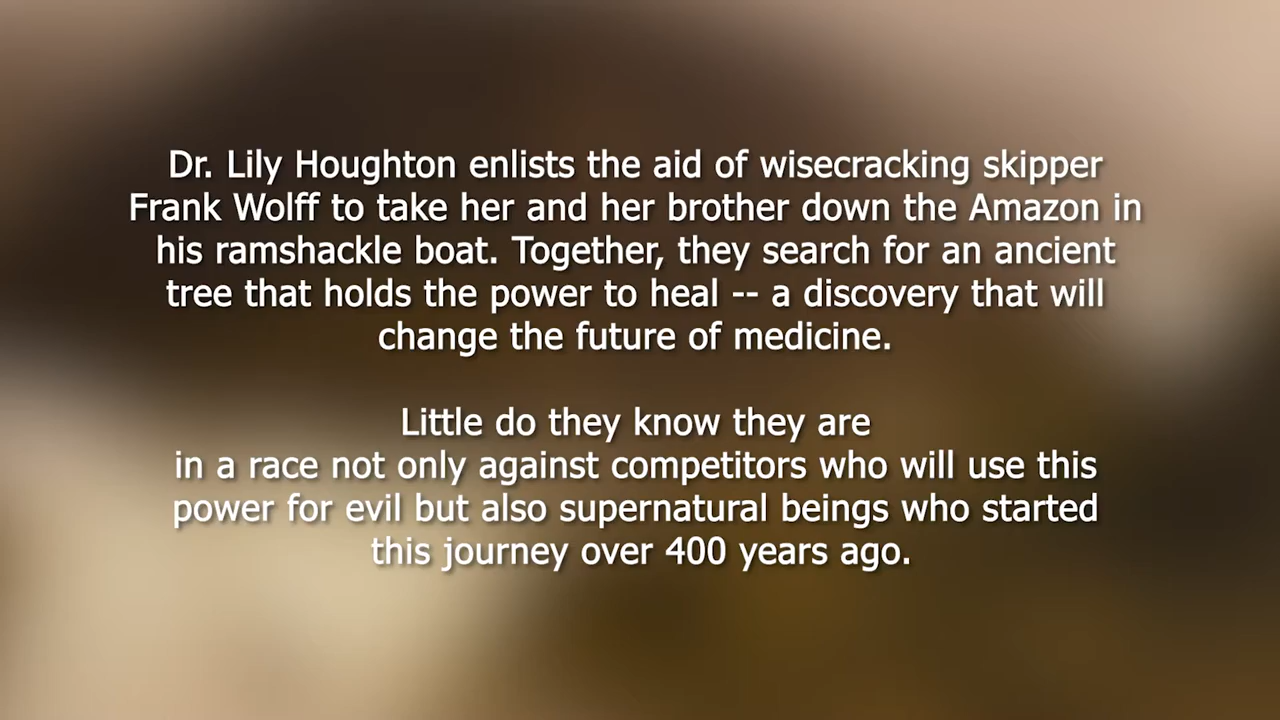 Dr. Lily Houghton enlists the aid of wisecracking skipper
Frank Wolff to take her and her brother down the Amazon in
his ramshackle boat. Together, they search for an ancient
tree that holds the power to heal -- a discovery that will
change the future of medicine.
Little do they know they are
in a race not only against competitors who will use this
power for evil but also supernatural beings who started
this journey over 400 years ago.